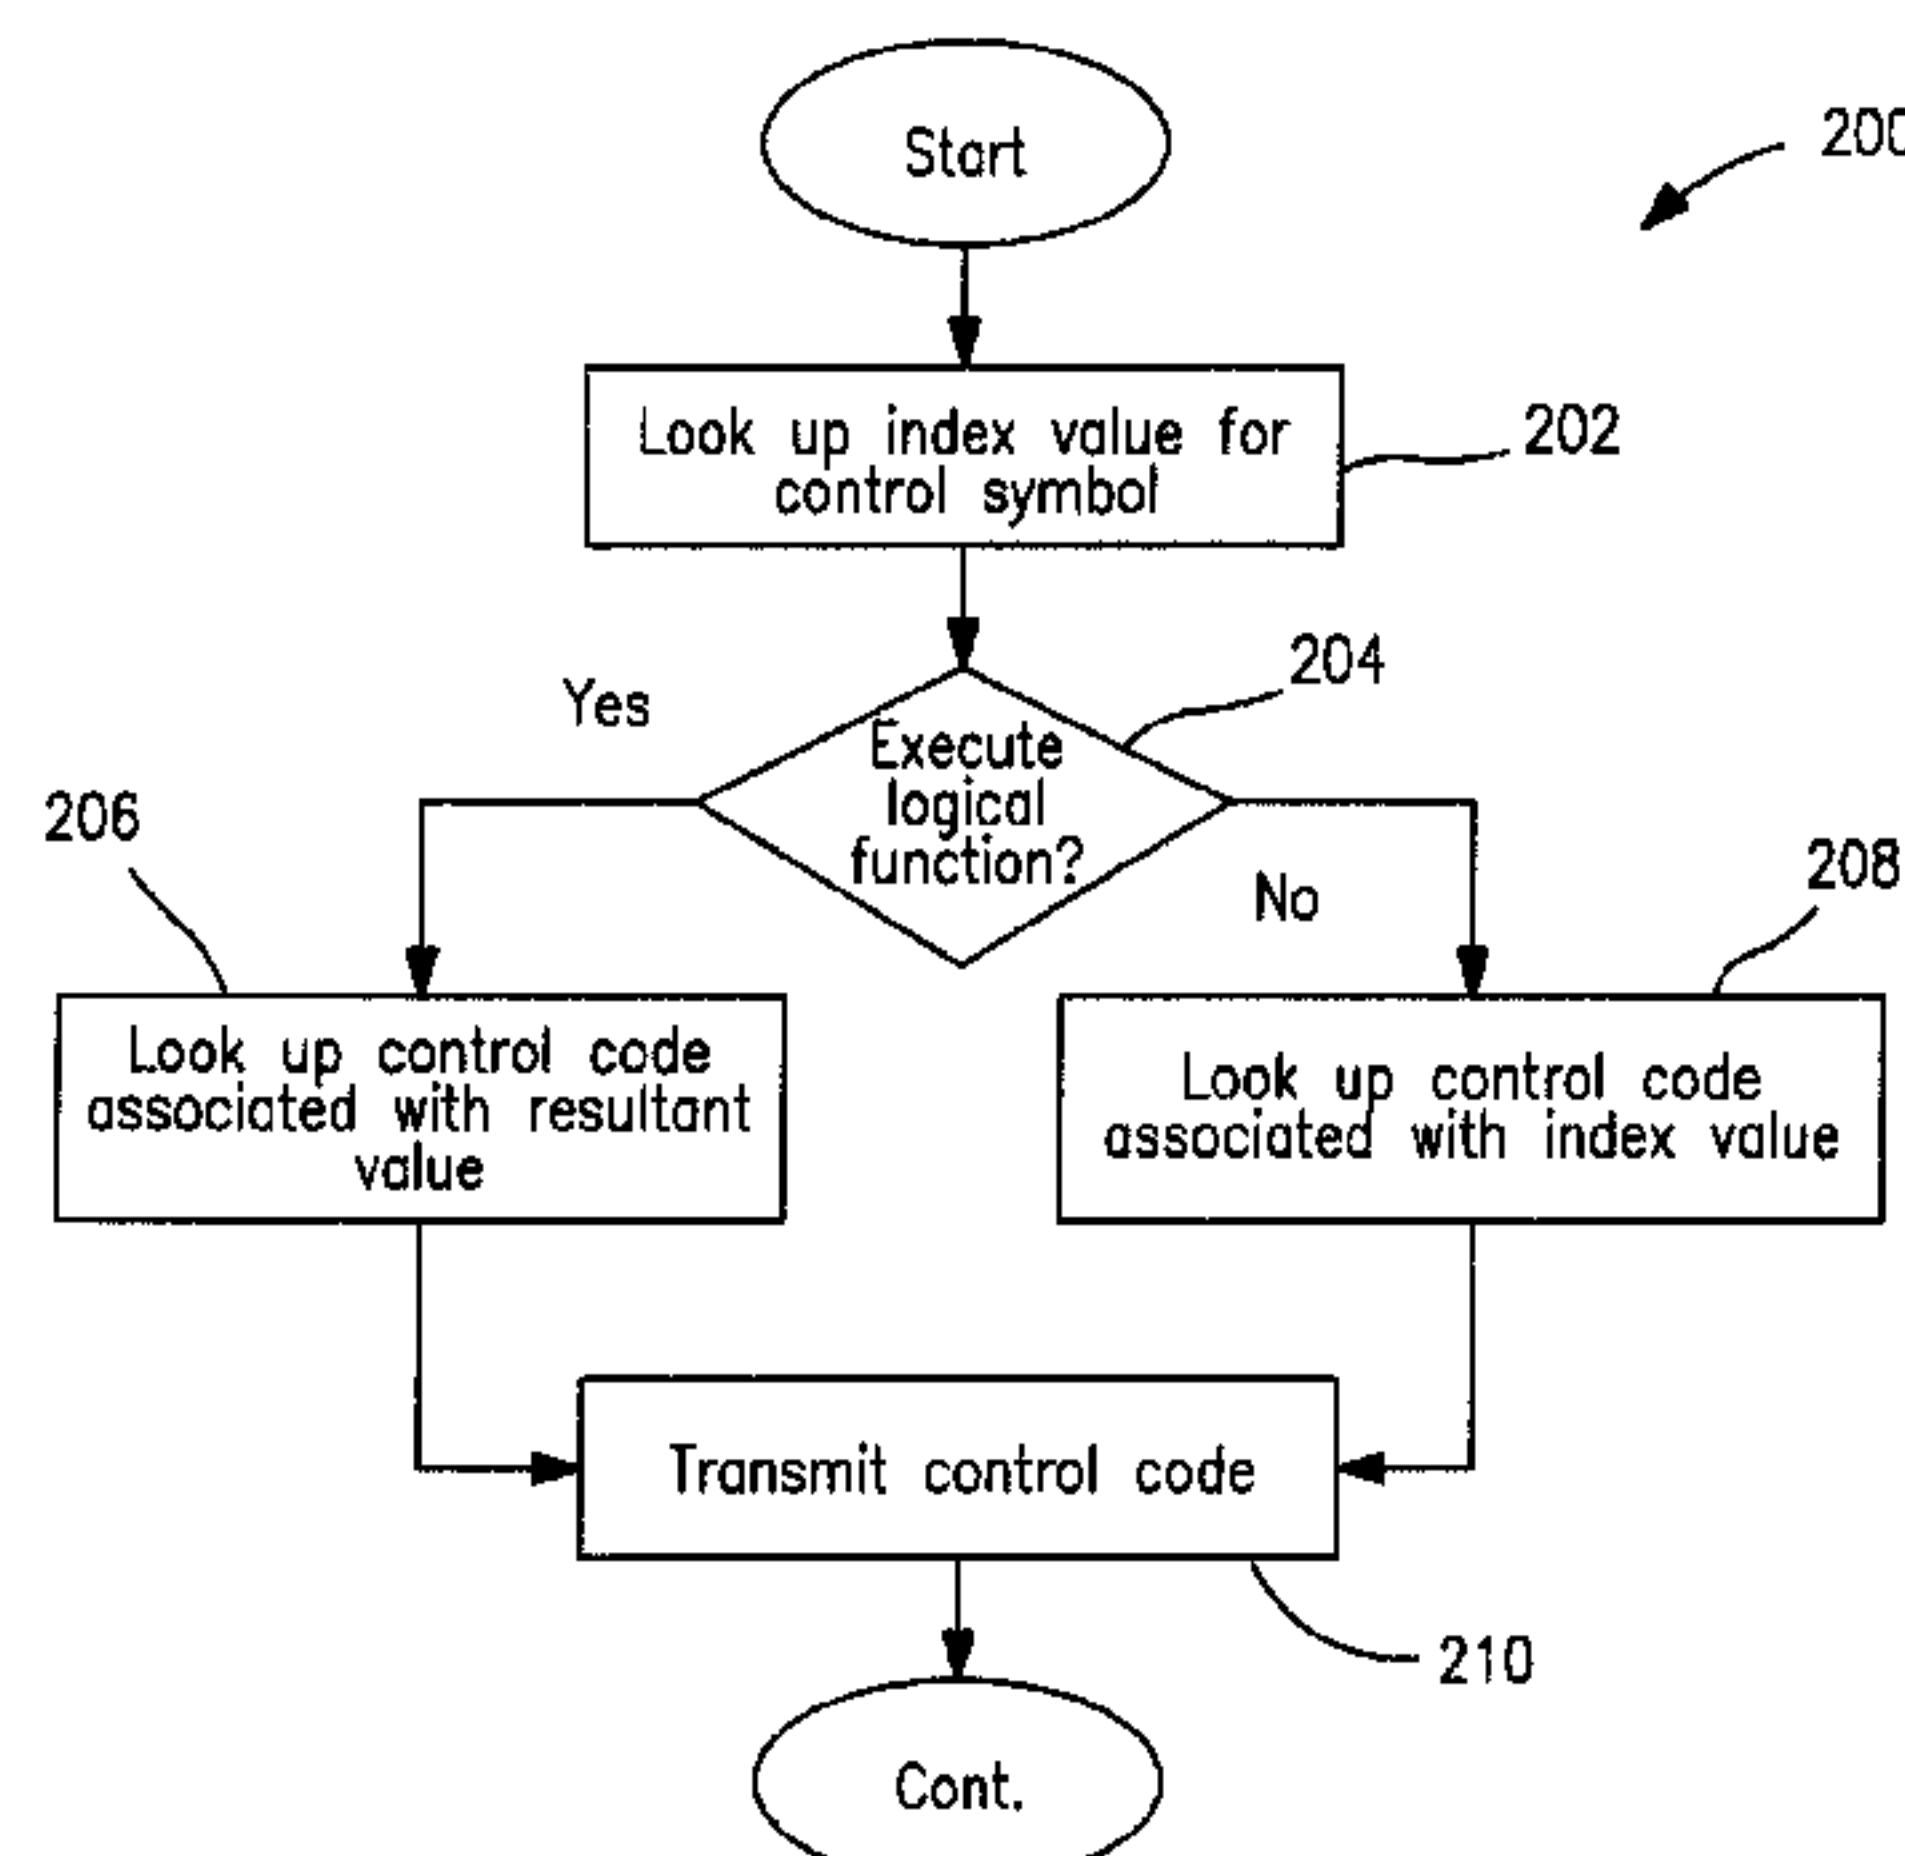 Start
200
Look up index value for
control symbol
202
204
Yes
Execute
logical
function?
No
206
208
Look up control code
associated with resultant
value
Look up control code
associated with index value
Transmit control code
210
Cont.